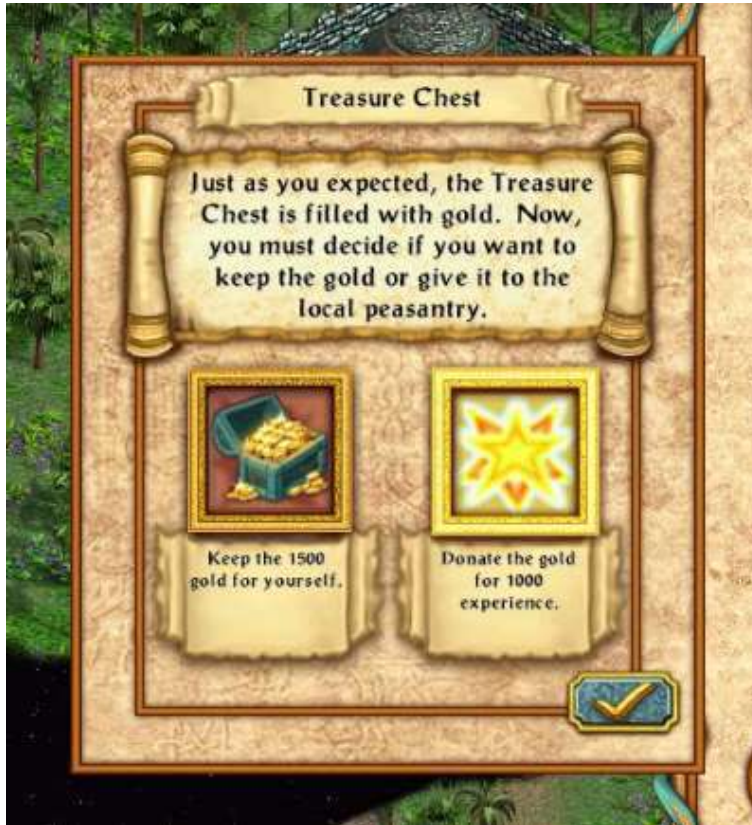 Treasure Chest
Just as you expected, the Treasure
Chest is filled with gold.  Now,
you must decide if you want to
keep the gold or give it to the
local peasantry.
Keep the 1500
gold for yourself.
Donate the gold
for 1000
experience.